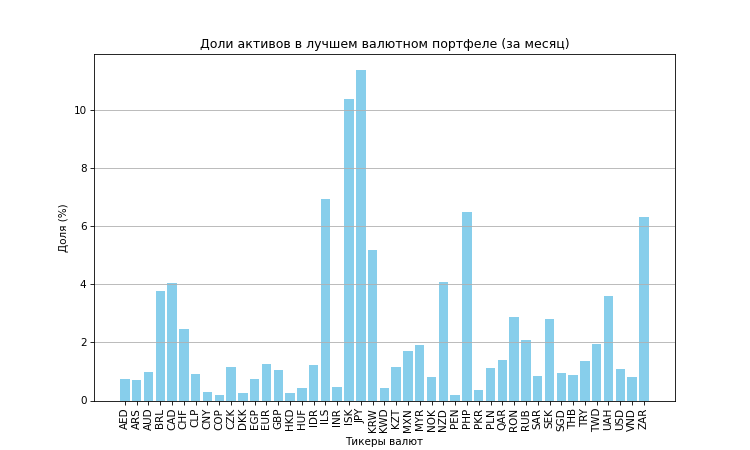 Доли активов в лучшем валютном портфеле (за месяц)
Доля (%)
10
8
6
4
2
0
AED ARS AUD BRL CAD CHF CLP CNY COP CZK DKK EGP EUR GBP HKD HUF IDR ILS INR ISK JPY KRW KWD KZT MXN MYR NOK NZD PEN PHP PKR PLN QAR RON RUB SAR SEK SGD THB TRY TWD UAH USD VND ZAR
Тикеры валют